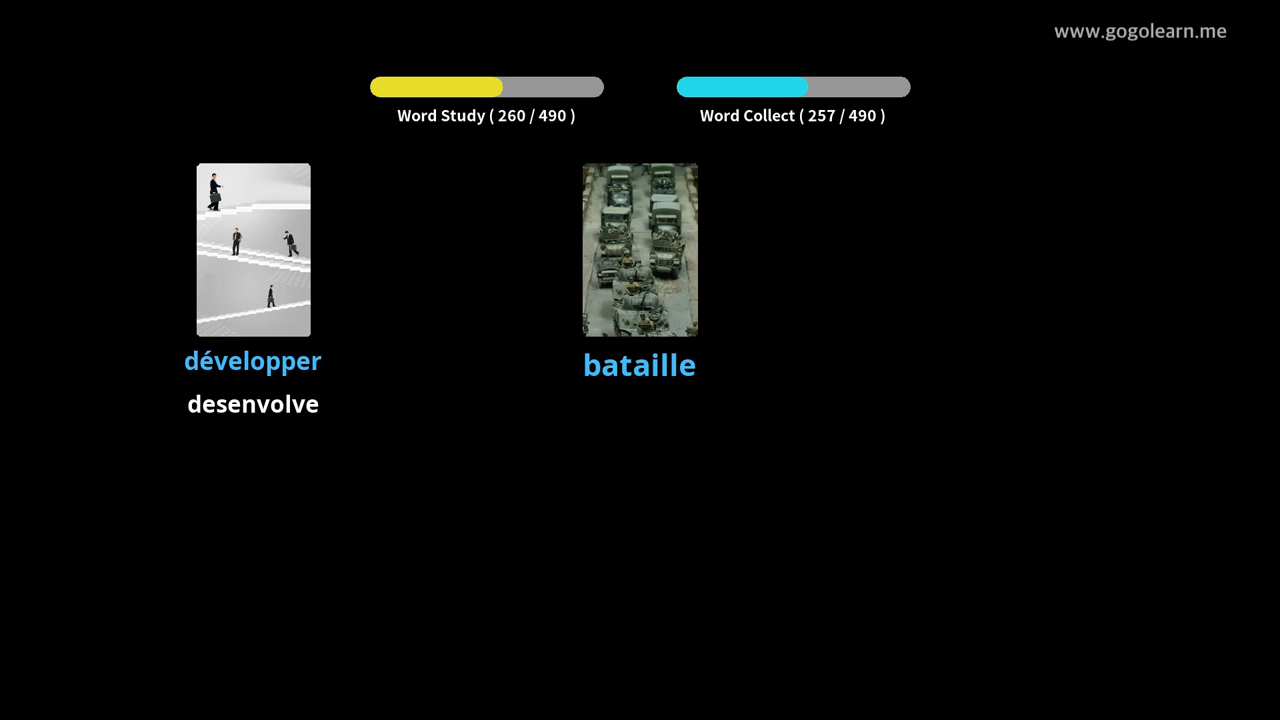 www.gogolearn.me
Word Study ( 260 / 490 )
Word Collect ( 257 / 490 )
développer
bataille
desenvolve